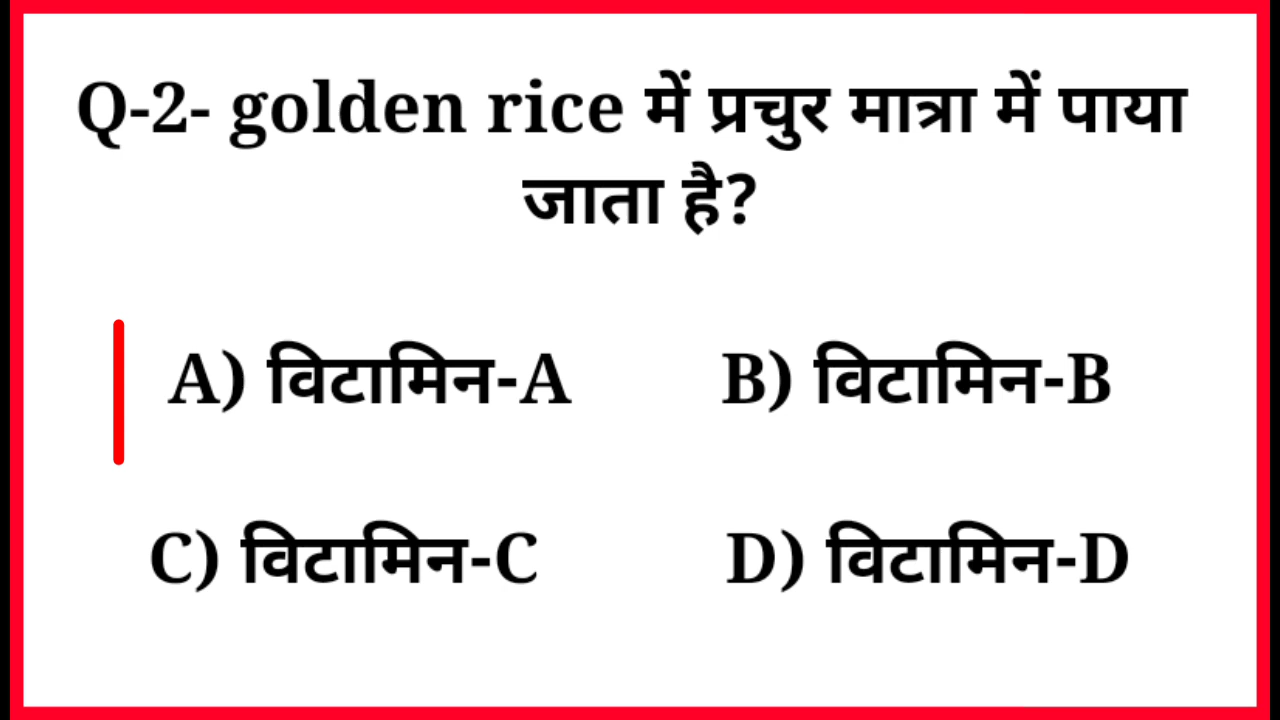 Q-2- golden rice में प्रचुर मात्रा में पाया
जाता है?
A) विटामिन-A B) विटामिन-B
C) विटामिन-C D) विटामिन-D